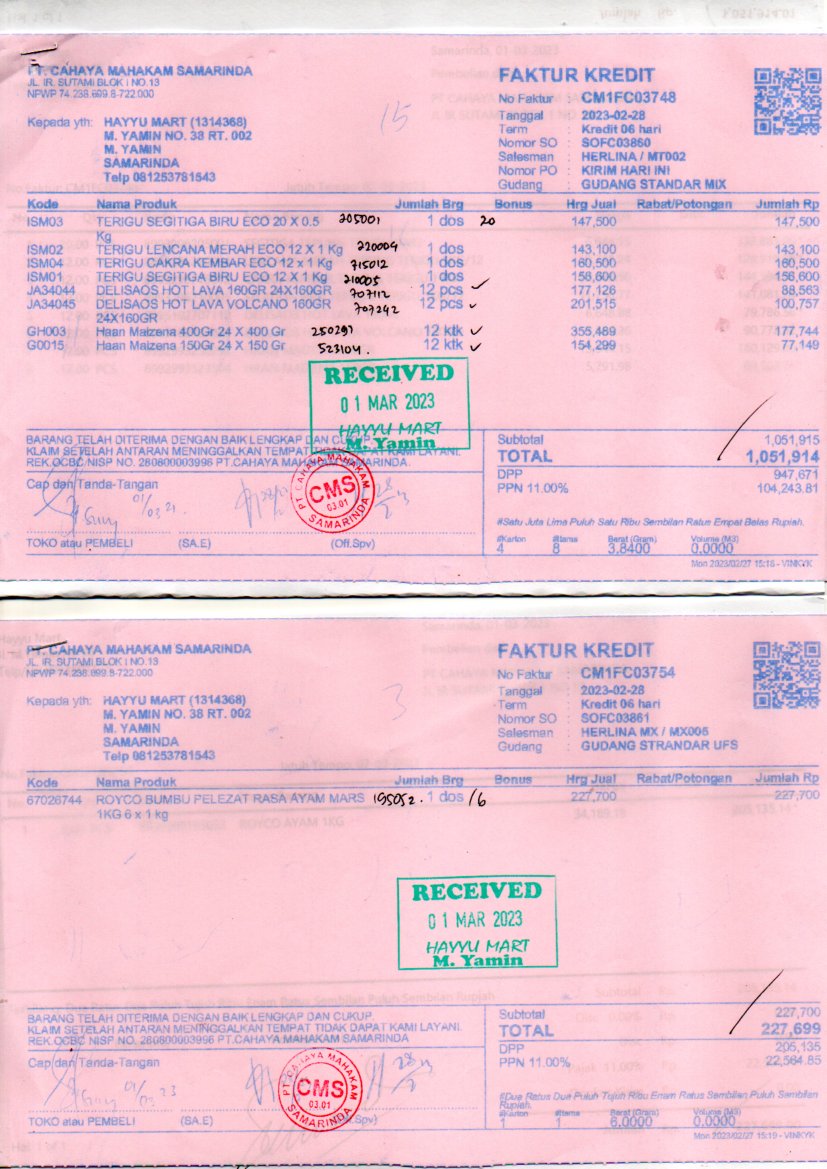 PT. CAHAYA MAHAKAM SAMARINDA
JL. IR. SUTAMI BLOK I NO.13
NPWP 74.238.699.8-722.000
Kepada yth: HAYYU MART (1314368)
M. YAMIN NO. 38 RT. 002
M. YAMIN
SAMARINDA
Telp 081253781543
15
FAKTUR KREDIT
No Faktur : CM1FC03748
Tanggal : 2023-02-28
Term : Kredit 06 hari
Nomor SO : SOFC03860
Salesman : HERLINA / MT002
Nomor PO : KIRIM HARI INI
Gudang : GUDANG STANDAR MIX
Kode Nama Produk Jumlah Brg Bonus Hrg Jual Rabat/Potongan Jumlah Rp
ISM03 TERIGU SEGITIGA BIRU ECO 20 X 0.5 205001 1 dos 20 147,500 147,500
Kg
ISM02 TERIGU LENCANA MERAH ECO 12 X 1 Kg 220004 1 dos 143,100 143,100
ISM04 TERIGU CAKRA KEMBAR ECO 12 x 1 Kg 715012 1 dos 160,500 160,500
ISM01 TERIGU SEGITIGA BIRU ECO 12 X 1 Kg 210005 1 dos 156,600 156,600
JA34044 DELISAOS HOT LAVA 160GR 24X160GR 707112 12 pcs 177,126 88,563
JA34045 DELISAOS HOT LAVA VOLCANO 160GR 707242 12 pcs 201,515 100,757
24X160GR
GH003 Haan Maizena 400Gr 24 X 400 Gr 250291 12 ktk 355,489 177,744
G0015 Haan Maizena 150Gr 24 X 150 Gr 523104. 12 ktk 154,299 77,149
RECEIVED
01 MAR 2023
HAYYU MART
M. Yamin
BARANG TELAH DITERIMA DENGAN BAIK LENGKAP DAN CUKUP.
KLAIM SETELAH ANTARAN MENINGGALKAN TEMPAT TIDAK DAPAT KAMI LAYANI.
REK.OCBC NISP NO. 280800003996 PT.CAHAYA MAHAKAM SAMARINDA.
Cap dan Tanda-Tangan
PT CAHAYA MAHAKAM
CMS
03.01
SAMARINDA
TOKO atau PEMBELI (SA.E) (Off.Spv)
Subtotal 1,051,915
TOTAL 1,051,914
DPP 947,671
PPN 11.00% 104,243.81
#Satu Juta Lima Puluh Satu Ribu Sembilan Ratus Empat Belas Rupiah.
#Karton #Items Berat (Gram) Volume (M3)
4 8 3.8400 0.0000
Mon 2023/02/27 15:18 - VINKYK
PT. CAHAYA MAHAKAM SAMARINDA
JL. IR. SUTAMI BLOK I NO.13
NPWP 74.238.699.8-722.000
Kepada yth: HAYYU MART (1314368)
M. YAMIN NO. 38 RT. 002
M. YAMIN
SAMARINDA
Telp 081253781543
3
FAKTUR KREDIT
No Faktur : CM1FC03754
Tanggal : 2023-02-28
Term : Kredit 06 hari
Nomor SO : SOFC03861
Salesman : HERLINA MX / MX006
Gudang : GUDANG STRANDAR UFS
Kode Nama Produk Jumlah Brg Bonus Hrg Jual Rabat/Potongan Jumlah Rp
67026744 ROYCO BUMBU PELEZAT RASA AYAM MARS 195052. 1 dos /6 227,700 227,700
1KG 6 x 1 kg
RECEIVED
01 MAR 2023
HAYYU MART
M. Yamin
BARANG TELAH DITERIMA DENGAN BAIK LENGKAP DAN CUKUP.
KLAIM SETELAH ANTARAN MENINGGALKAN TEMPAT TIDAK DAPAT KAMI LAYANI.
REK.OCBC NISP NO. 280800003996 PT.CAHAYA MAHAKAM SAMARINDA
Cap dan Tanda-Tangan
PT CAHAYA MAHAKAM
CMS
03.01
SAMARINDA
TOKO atau PEMBELI (SA.E) (Off.Spv)
Subtotal 227,700
TOTAL 227,699
DPP 205,135
PPN 11.00% 22,564.85
#Dua Ratus Dua Puluh Tujuh Ribu Enam Ratus Sembilan Puluh Sembilan
Rupiah.
#Karton #Items Berat (Gram) Volume (M3)
1 1 6.0000 0.0000
Mon 2023/02/27 15:19 - VINKYK